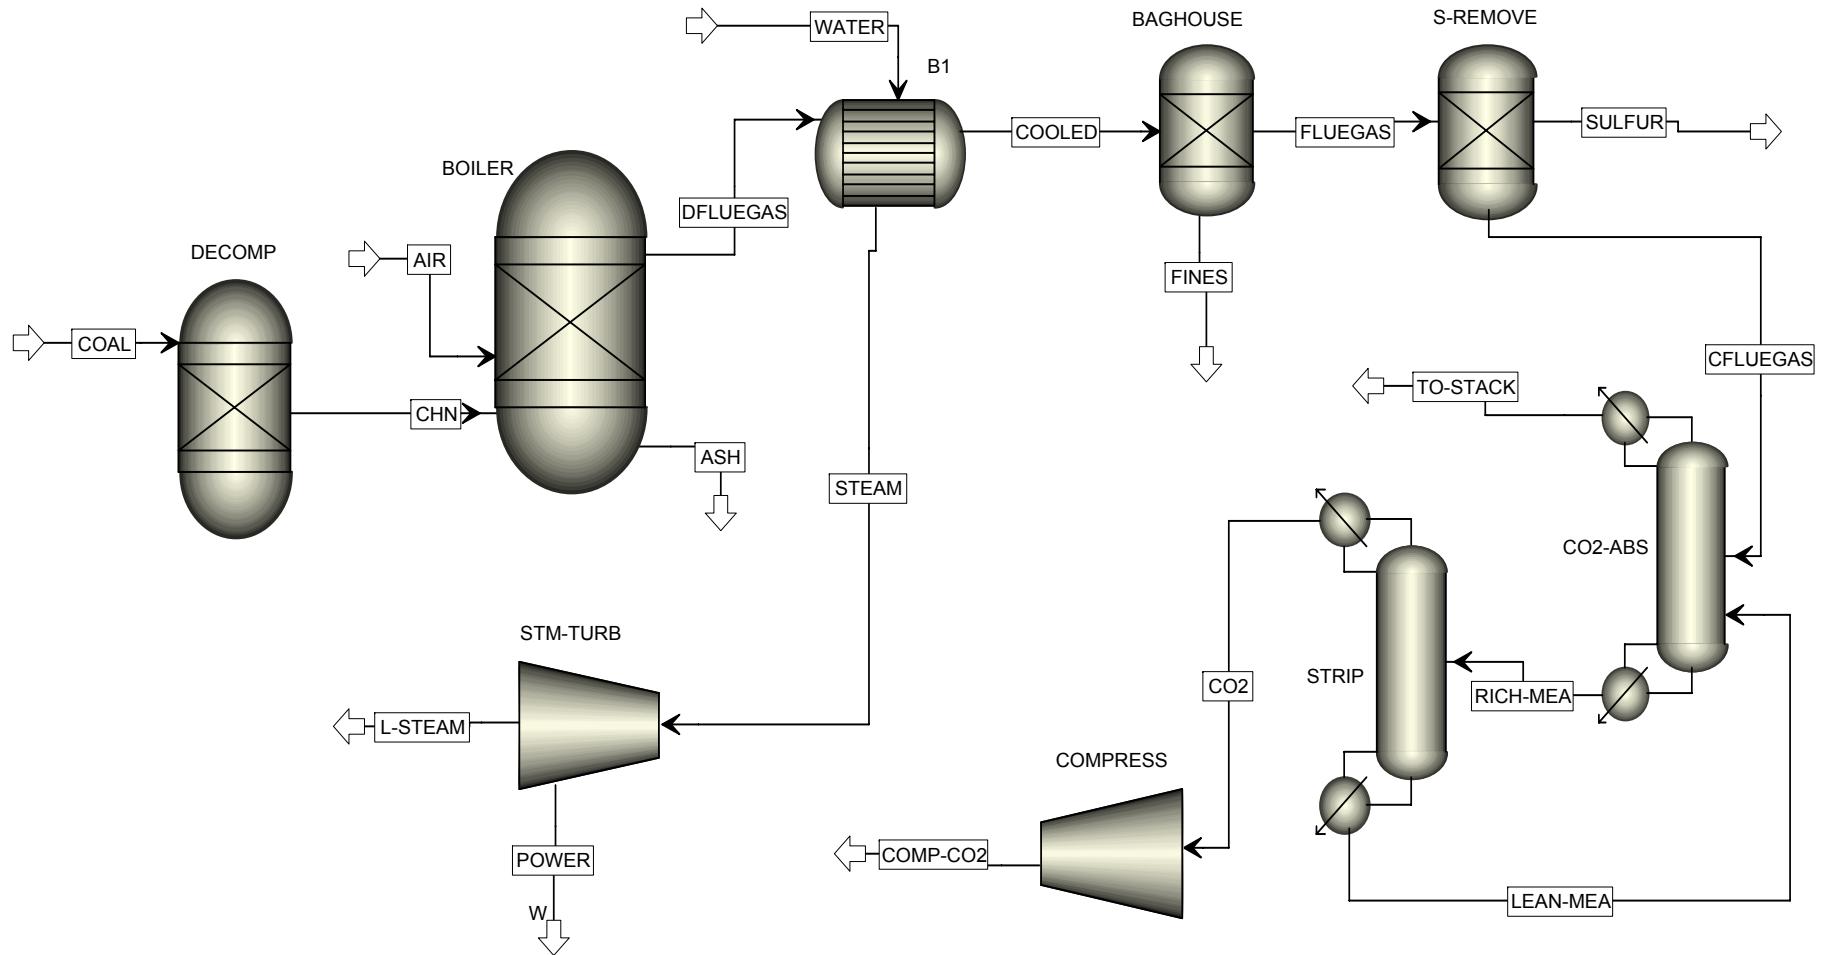 WATER
B1
BAGHOUSE
S-REMOVE
COOLED
FLUEGAS
SULFUR
BOILER
DFLUEGAS
DECOMP
AIR
FINES
COAL
CFLUEGAS
TO-STACK
CHN
ASH
STEAM
CO2-ABS
STM-TURB
STRIP
CO2
RICH-MEA
L-STEAM
COMPRESS
POWER
COMP-CO2
LEAN-MEA
W